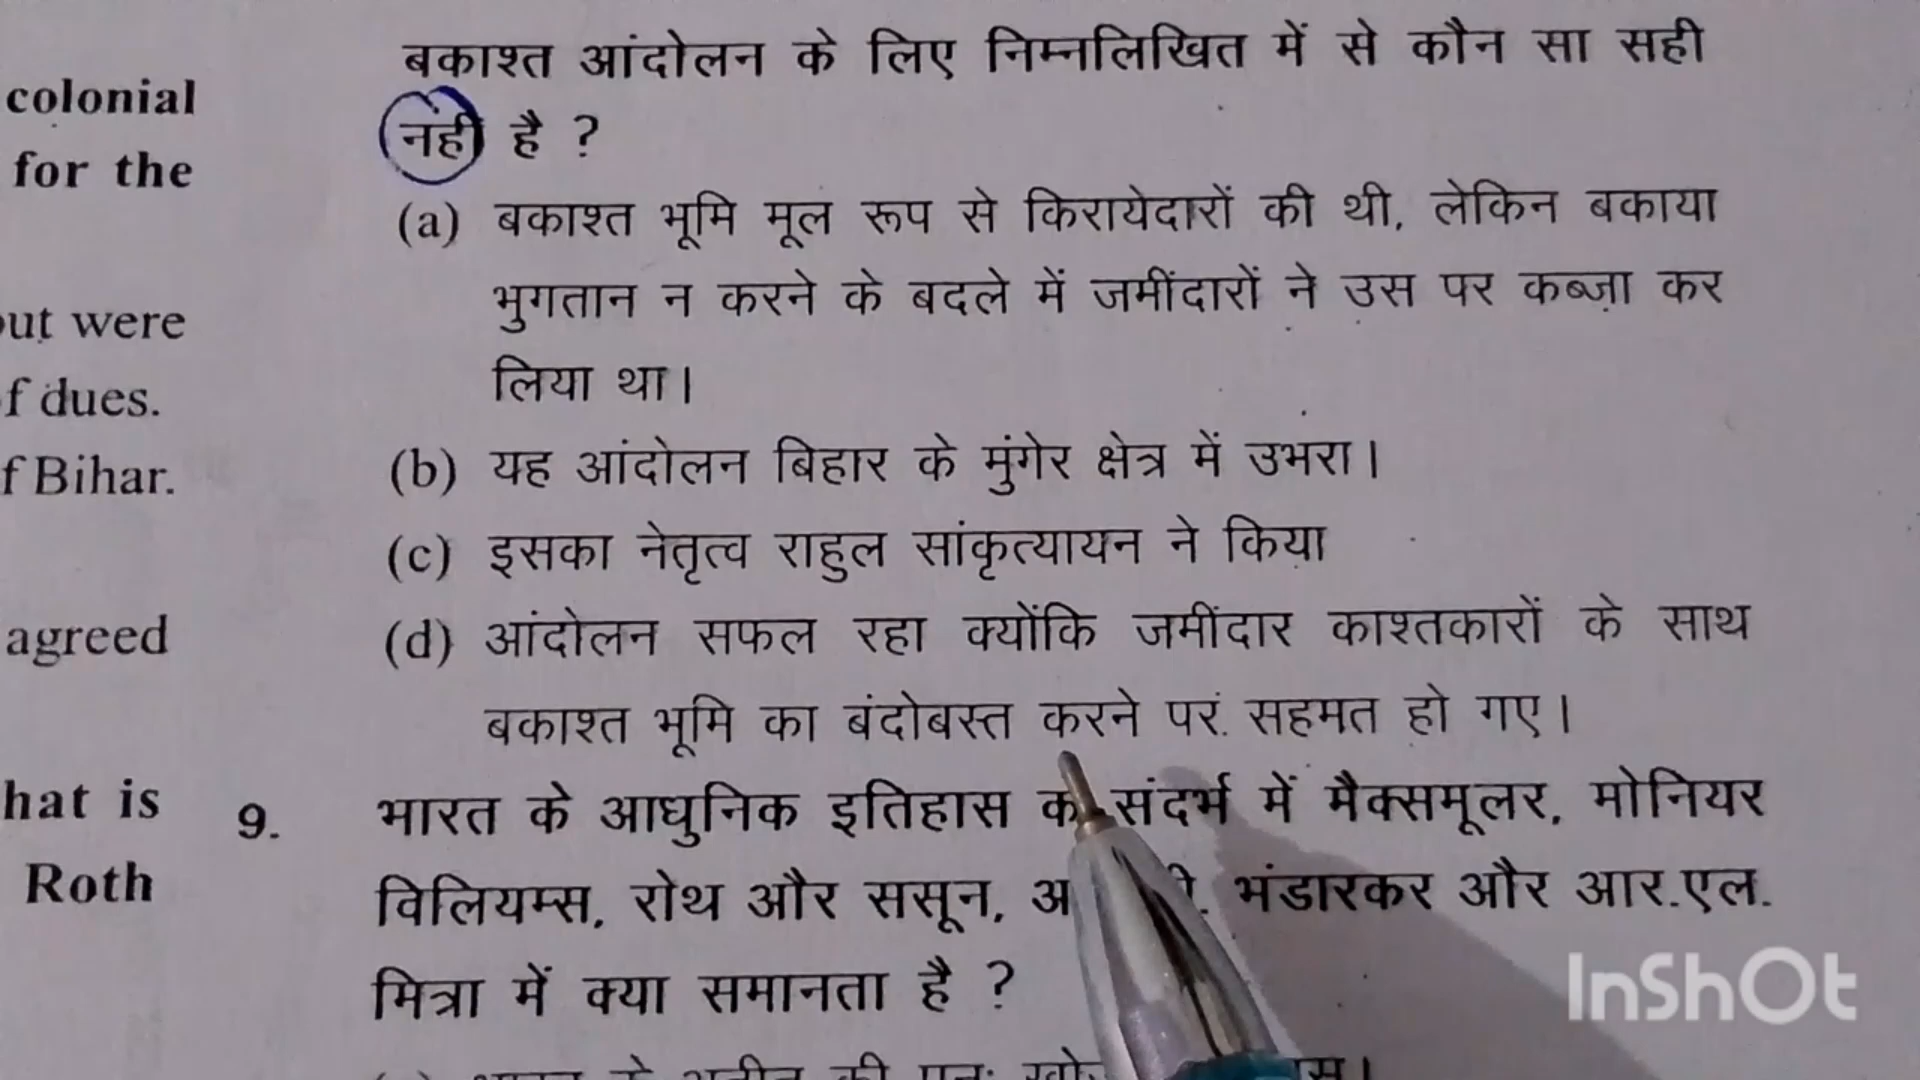 बकाश्त आंदोलन के लिए निम्नलिखित में से कौन सा सही
colonial
नहीं है ?
for the
(a) बकाश्त भूमि मूल रूप से किरायेदारों की थी, लेकिन बकाया
भुगतान न करने के बदले में जमींदारों ने उस पर कब्ज़ा कर
ut were
लिया था।
f dues.
(b) यह आंदोलन बिहार के मुंगेर क्षेत्र में उभरा।
f Bihar.
(c) इसका नेतृत्व राहुल सांकृत्यायन ने किया
(d) आंदोलन सफल रहा क्योंकि जमींदार काश्तकारों के साथ
agreed
बकाश्त भूमि का बंदोबस्त करने पर सहमत हो गए।
hat is
9. भारत के आधुनिक इतिहास संदर्भ में मैक्समूलर, मोनियर
Roth
विलियम्स, रोथ और ससून, भंडारकर और आर.एल.
मित्रा में क्या समानता है ?
InShOt